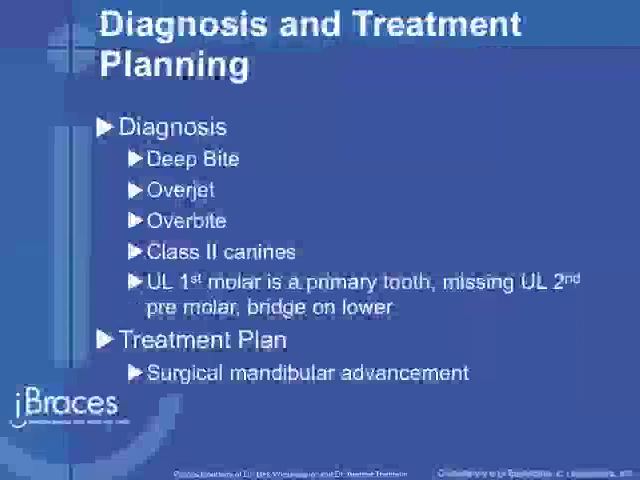 Diagnosis and Treatment
Planning
Diagnosis
Deep Bite
Overjet
Overbite
Class II canines
UL 1st molar is a primary tooth, missing UL 2nd
pre molar, bridge on lower
Treatment Plan
Surgical mandibular advancement
jBraces